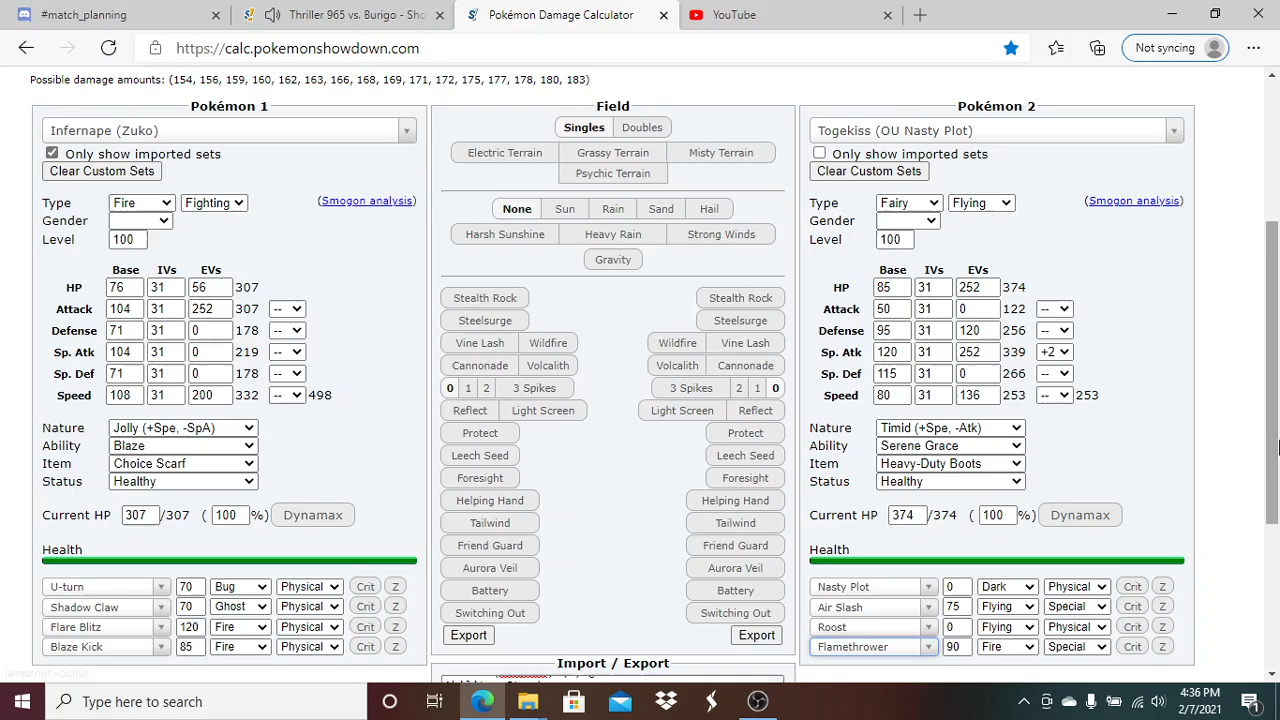 #match_planning Thriller 965 vs. Burigo - Sho Pokémon Damage Calculator YouTube
https://calc.pokemonshowdown.com Not syncing
Possible damage amounts: (154, 156, 159, 160, 162, 163, 166, 168, 169, 171, 172, 175, 177, 178, 180, 183)
Pokémon 1 Field Pokémon 2
Infernape (Zuko) Singles Doubles Togekiss (OU Nasty Plot)
Only show imported sets Electric Terrain Grassy Terrain Misty Terrain Only show imported sets
Clear Custom Sets Psychic Terrain Clear Custom Sets
Type Fire Fighting (Smogon analysis) None Sun Rain Sand Hail Type Fairy Flying (Smogon analysis)
Gender Harsh Sunshine Heavy Rain Strong Winds Gender
Level 100 Gravity Level 100
Base IVs EVs Base IVs EVs
HP 76 31 56 307 Stealth Rock Stealth Rock HP 85 31 252 374
Attack 104 31 252 307 -- Steelsurge Steelsurge Attack 50 31 0 122 --
Defense 71 31 0 178 -- Vine Lash Wildfire Wildfire Vine Lash Defense 95 31 120 256 --
Sp. Atk 104 31 0 219 -- Cannonade Volcalith Volcalith Cannonade Sp. Atk 120 31 252 339 +2
Sp. Def 71 31 0 178 -- 0 1 2 3 Spikes 3 Spikes 2 1 0 Sp. Def 115 31 0 266 --
Speed 108 31 200 332 -- 498 Reflect Light Screen Light Screen Reflect Speed 80 31 136 253 -- 253
Nature Jolly (+Spe, -SpA) Protect Protect Nature Timid (+Spe, -Atk)
Ability Blaze Leech Seed Leech Seed Ability Serene Grace
Item Choice Scarf Foresight Foresight Item Heavy-Duty Boots
Status Healthy Helping Hand Helping Hand Status Healthy
Current HP 307 /307 ( 100 %) Dynamax Tailwind Tailwind Current HP 374 /374 ( 100 %) Dynamax
Health Friend Guard Friend Guard Health
Aurora Veil Aurora Veil
U-turn 70 Bug Physical Crit Z Battery Battery Nasty Plot 0 Dark Physical Crit Z
Shadow Claw 70 Ghost Physical Crit Z Switching Out Switching Out Air Slash 75 Flying Special Crit Z
Flare Blitz 120 Fire Physical Crit Z Export Export Roost 0 Flying Physical Crit Z
Blaze Kick 85 Fire Physical Crit Z Flamethrower 90 Fire Special Crit Z
Import / Export
javascript:void(0)
Type here to search 4:36 PM
2/7/2021 1